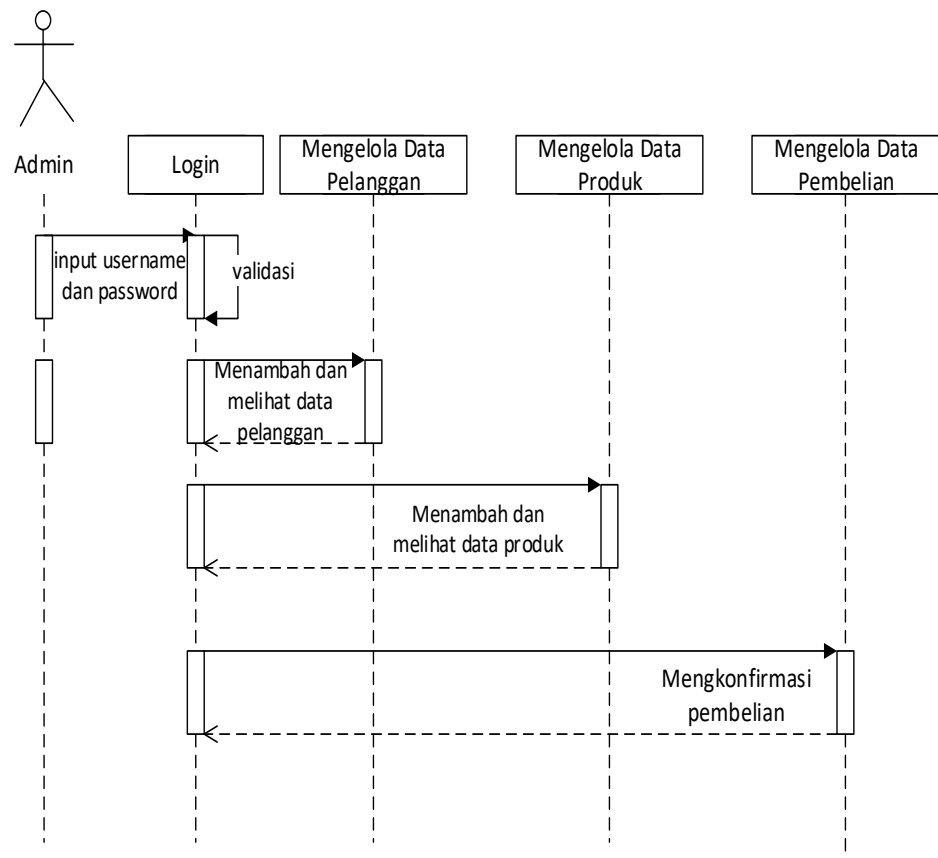 Admin
Login
Mengelola Data
Pelanggan
Mengelola Data
Produk
Mengelola Data
Pembelian
input username
dan password
validasi
Menambah dan
melihat data
pelanggan
Menambah dan
melihat data produk
Mengkonfirmasi
pembelian